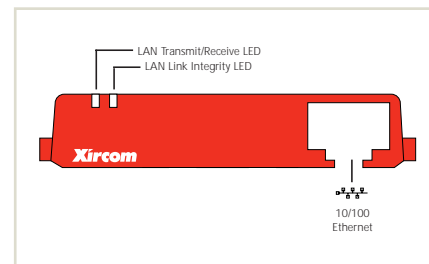 LAN Transmit/Receive LED
LAN Link Integrity LED
Xircom
10/100
Ethernet